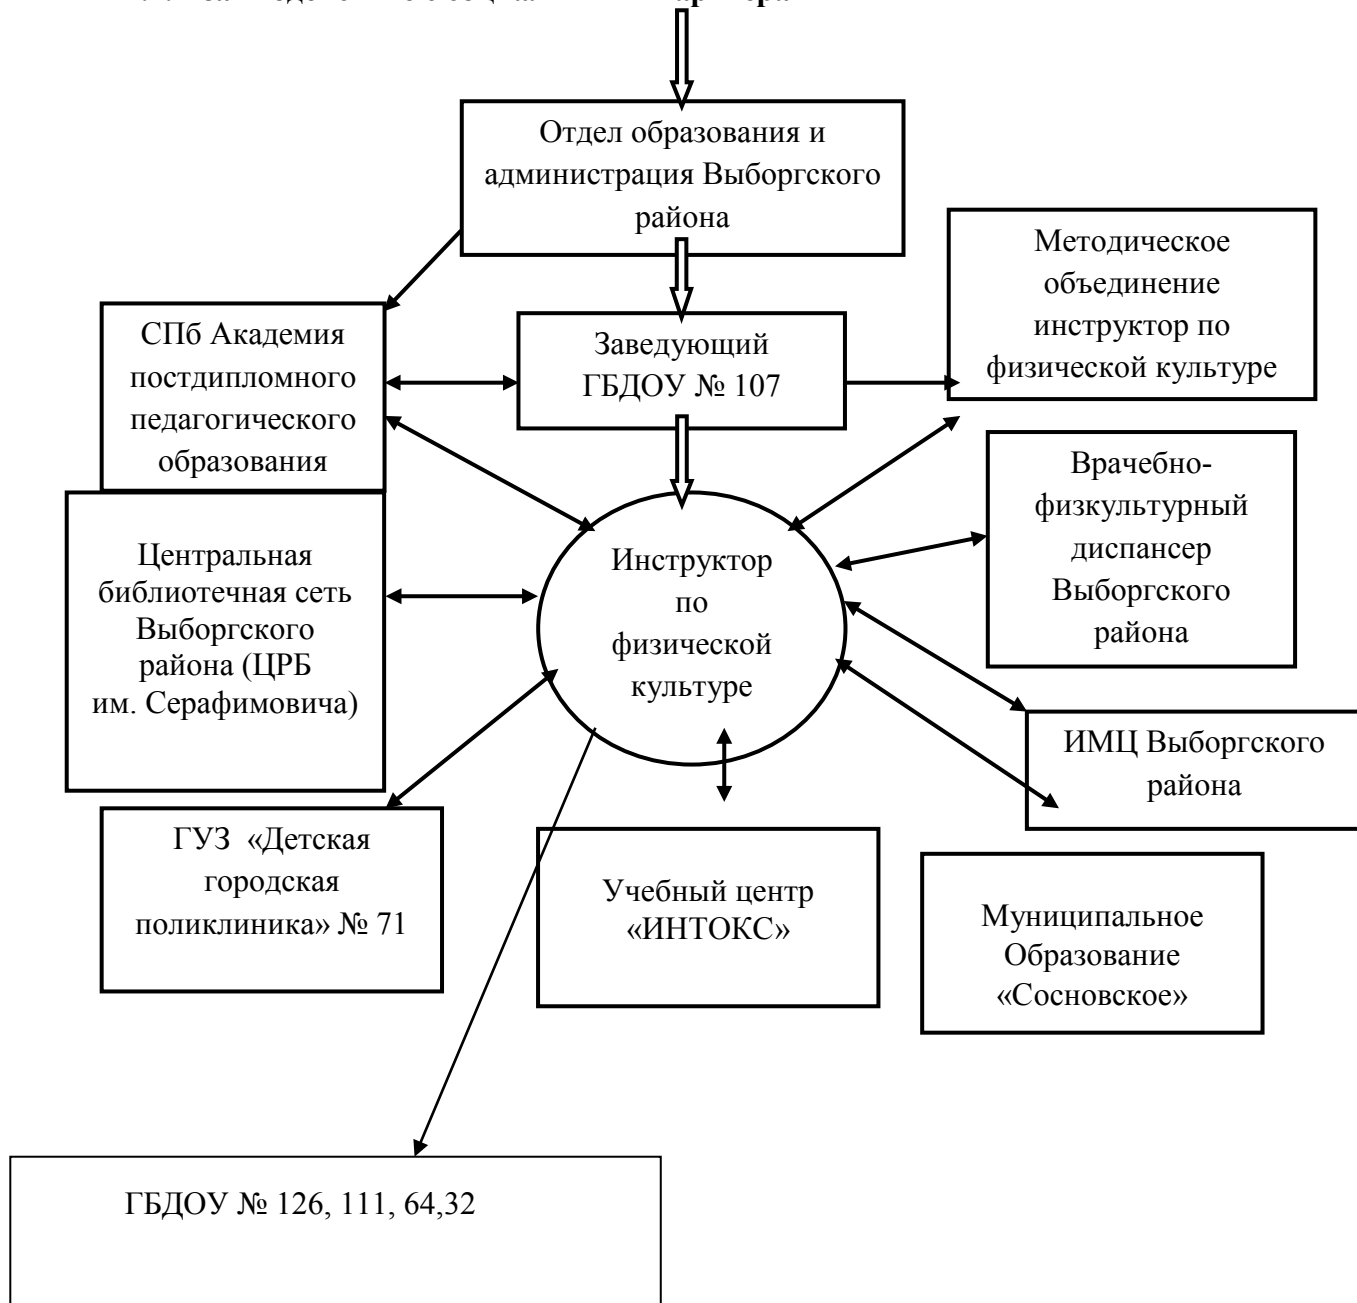 Отдел образования и
администрация Выборгского
района
Методическое
объединение
инструктор по
физической культуре
СПб Академия
постдипломного
педагогического
образования
Заведующий
ГБДОУ № 107
Врачебно-
физкультурный
диспансер
Выборгского
района
Центральная
библиотечная сеть
Выборгского
района (ЦРБ
им. Серафимовича)
Инструктор
по
физической
культуре
ИМЦ Выборгского
района
ГУЗ «Детская
городская
поликлиника» № 71
Учебный центр
«ИНТОКС»
Муниципальное
Образование
«Сосновское»
ГБДОУ № 126, 111, 64,32